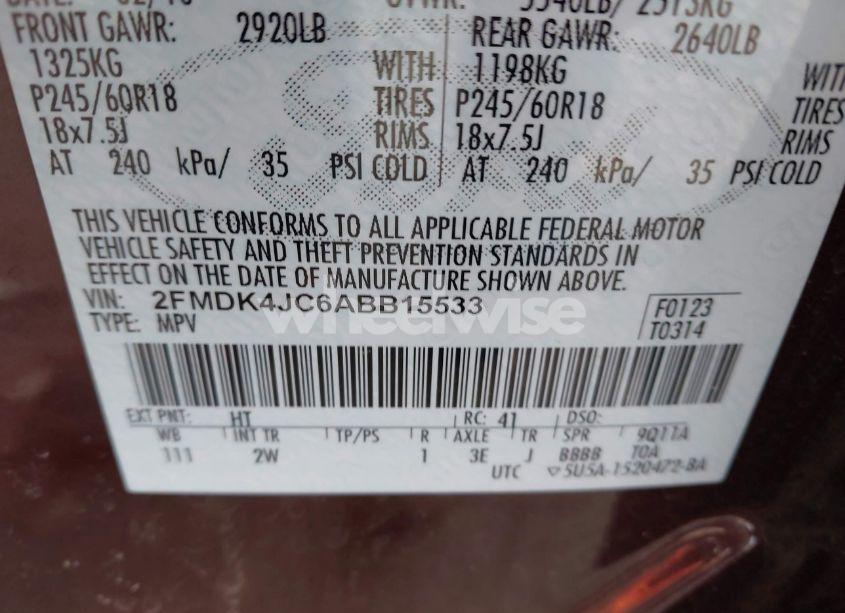 FRONT GAWR: 2920LB REAR GAWR: 2640LB
1325KG WITH 1198KG WITH
P245/60R18 TIRES P245/60R18 TIRES
18x7.5J RIMS 18x7.5J RIMS
AT 240 kPa/ 35 PSI COLD AT 240 kPa/ 35 PSI COLD
THIS VEHICLE CONFORMS TO ALL APPLICABLE FEDERAL MOTOR
VEHICLE SAFETY AND THEFT PREVENTION STANDARDS IN
EFFECT ON THE DATE OF MANUFACTURE SHOWN ABOVE.
VIN: 2FMDK4JC6ABB15533 F0123
TYPE: MPV T0314
wheelwise
EXT PNT: HT RC: 41 DSO:
WB INT TR TP/PS R AXLE TR SPR 9Q11A
111 2W 1 3E J BBBB TOA
UTC ▽5U5A-1520472-BA